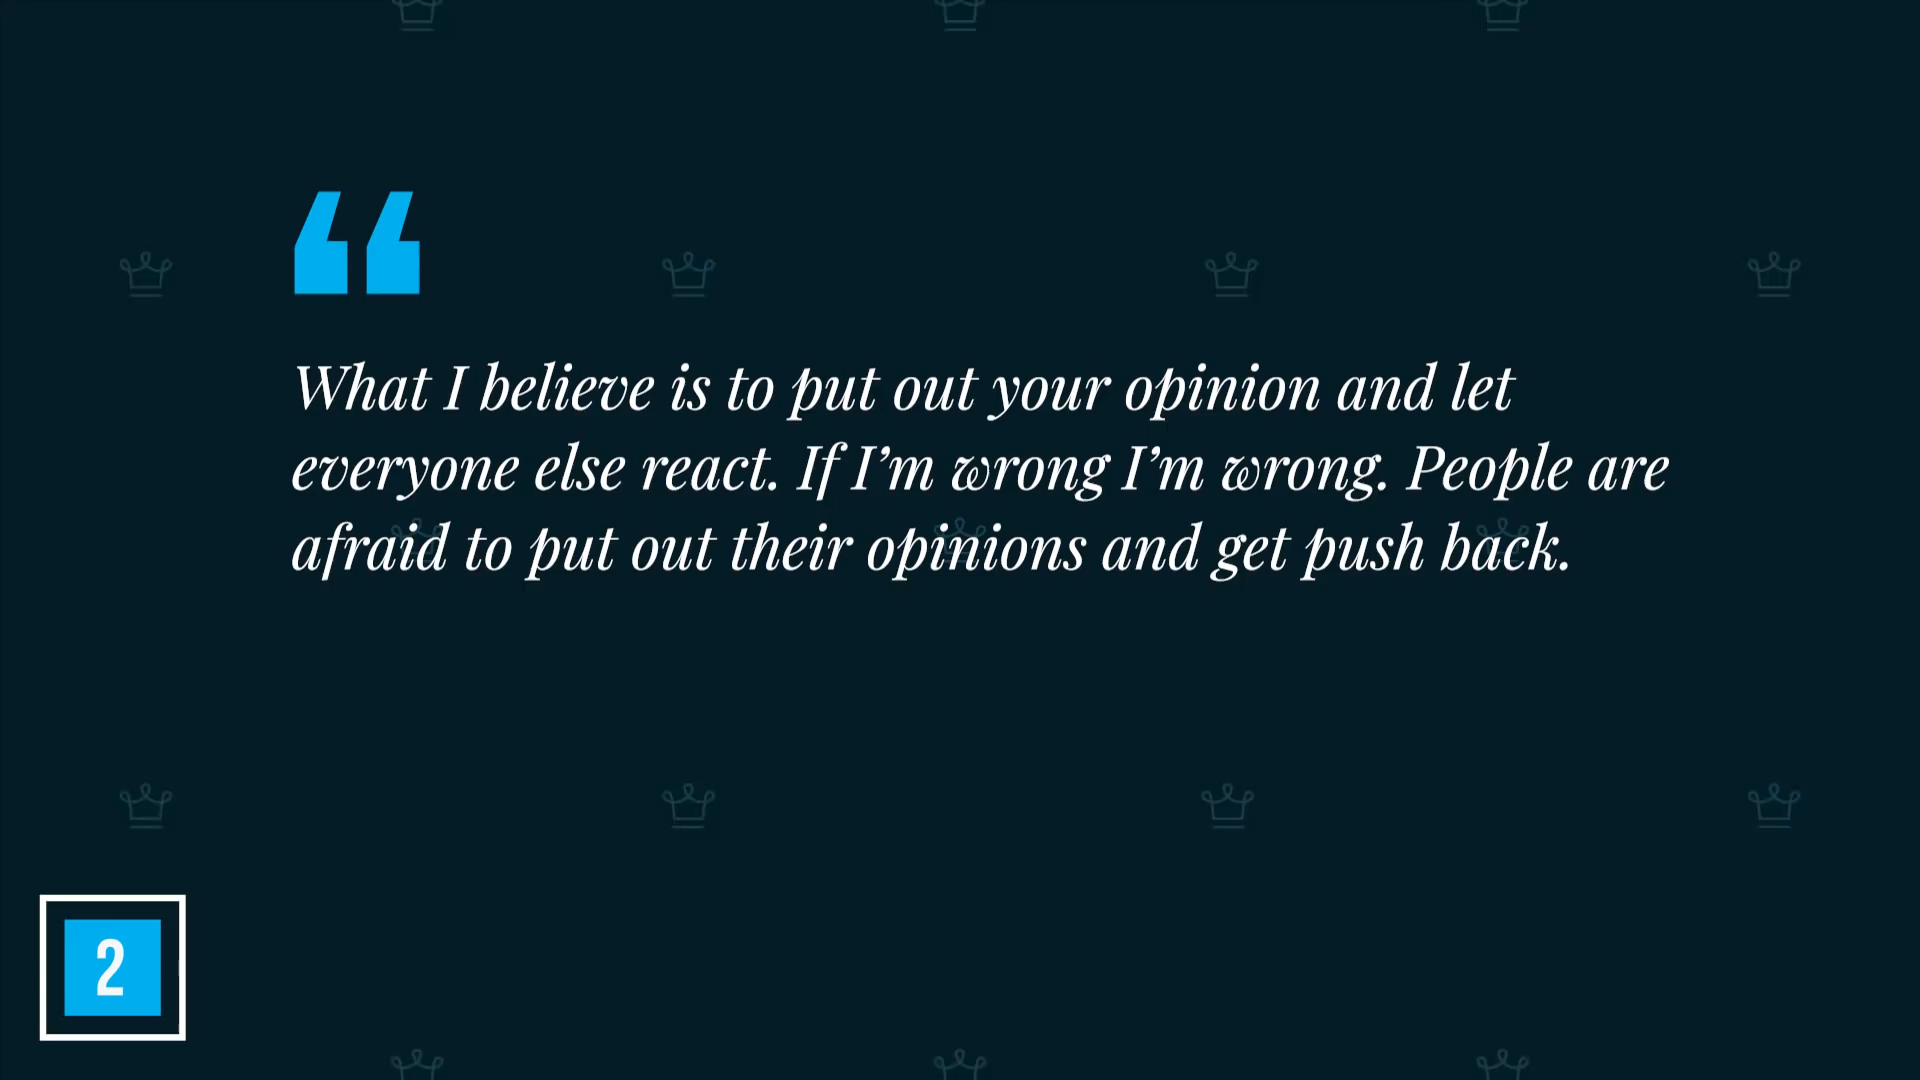 “
What I believe is to put out your opinion and let
everyone else react. If I’m wrong I’m wrong. People are
afraid to put out their opinions and get push back.
2